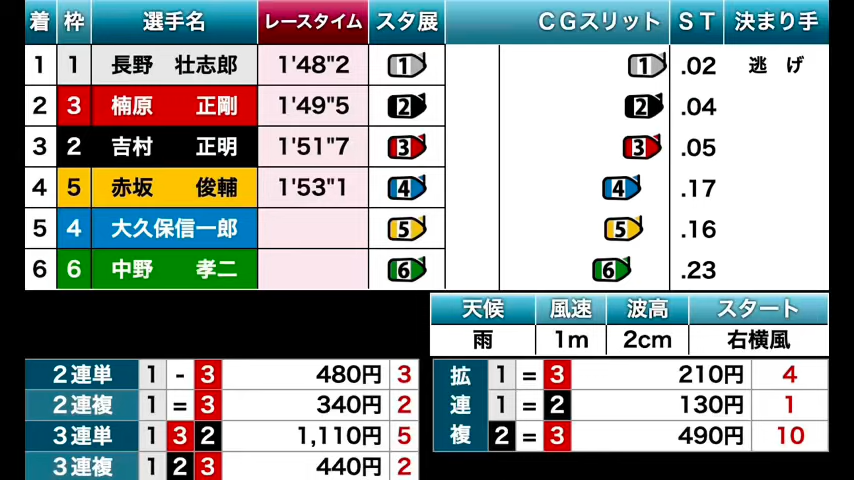 着 枠 選手名 レースタイム スタ展 CGスリット ST 決まり手
1 1 長野 壮志郎 1'48"2 1 1 .02 逃 げ
2 3 楠原 正剛 1'49"5 2 2 .04
3 2 吉村 正明 1'51"7 3 3 .05
4 5 赤坂 俊輔 1'53"1 4 4 .17
5 4 大久保信一郎 5 5 .16
6 6 中野 孝二 6 6 .23
天候 風速 波高 スタート
雨 1m 2cm 右横風
2連単 1 - 3 480円 3
2連複 1 = 3 340円 2
3連単 1 3 2 1,110円 5
3連複 1 2 3 440円 2
拡 1 = 3 210円 4
連 1 = 2 130円 1
複 2 = 3 490円 10